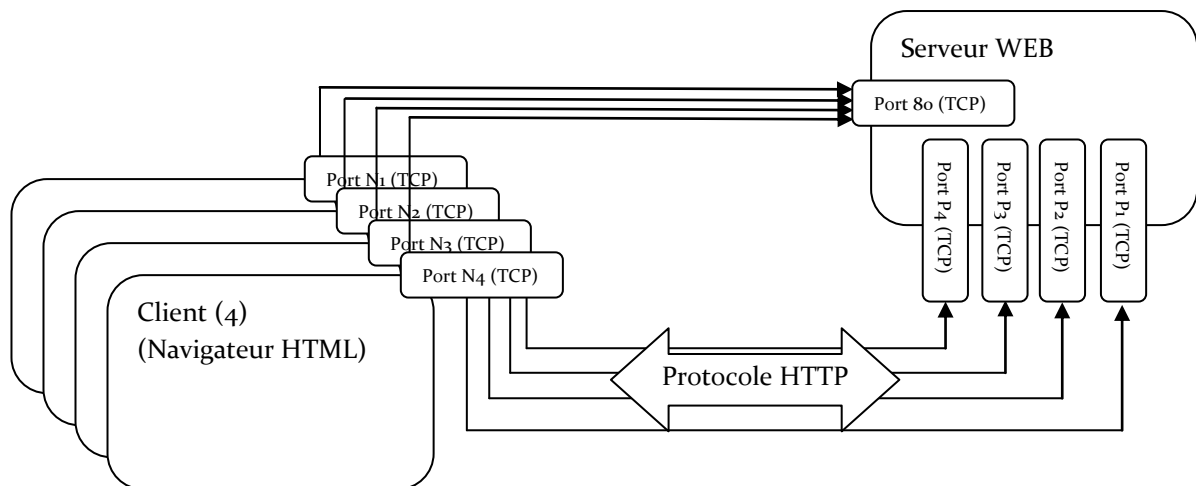 Serveur WEB
Port 80 (TCP)
Port P4 (TCP)
Port P3 (TCP)
Port P2 (TCP)
Port P1 (TCP)
Port N1 (TCP)
Port N2 (TCP)
Port N3 (TCP)
Port N4 (TCP)
Client (4)
(Navigateur HTML)
Protocole HTTP